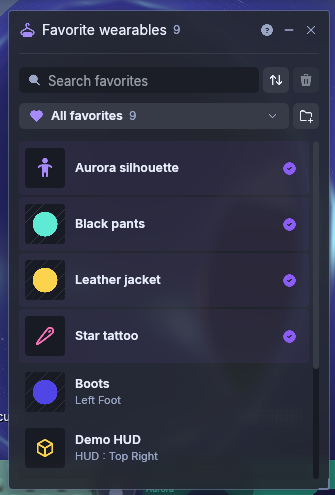 Favorite wearables 9
?
Search favorites
All favorites 9
Aurora silhouette
Black pants
Leather jacket
Star tattoo
Boots
Left Foot
Demo HUD
HUD : Top Right
Aurora